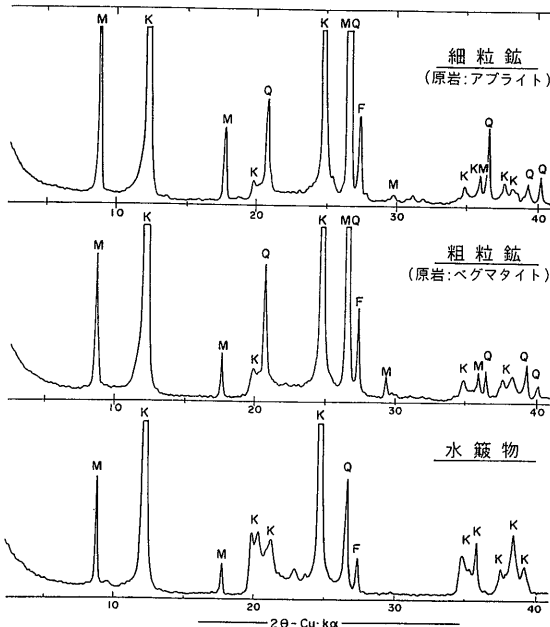 M K M K Q K M Q F M K K M Q K K Q Q
細粒鉱
(原岩:アプライト)
10 20 30 40
M K M K Q K M Q F M K M Q K Q Q
粗粒鉱
(原岩:ペグマタイト)
10 20 30 40
M K M K K K K Q F K K K K K
水簸物
10 20 30 40
2θ-Cu·kα